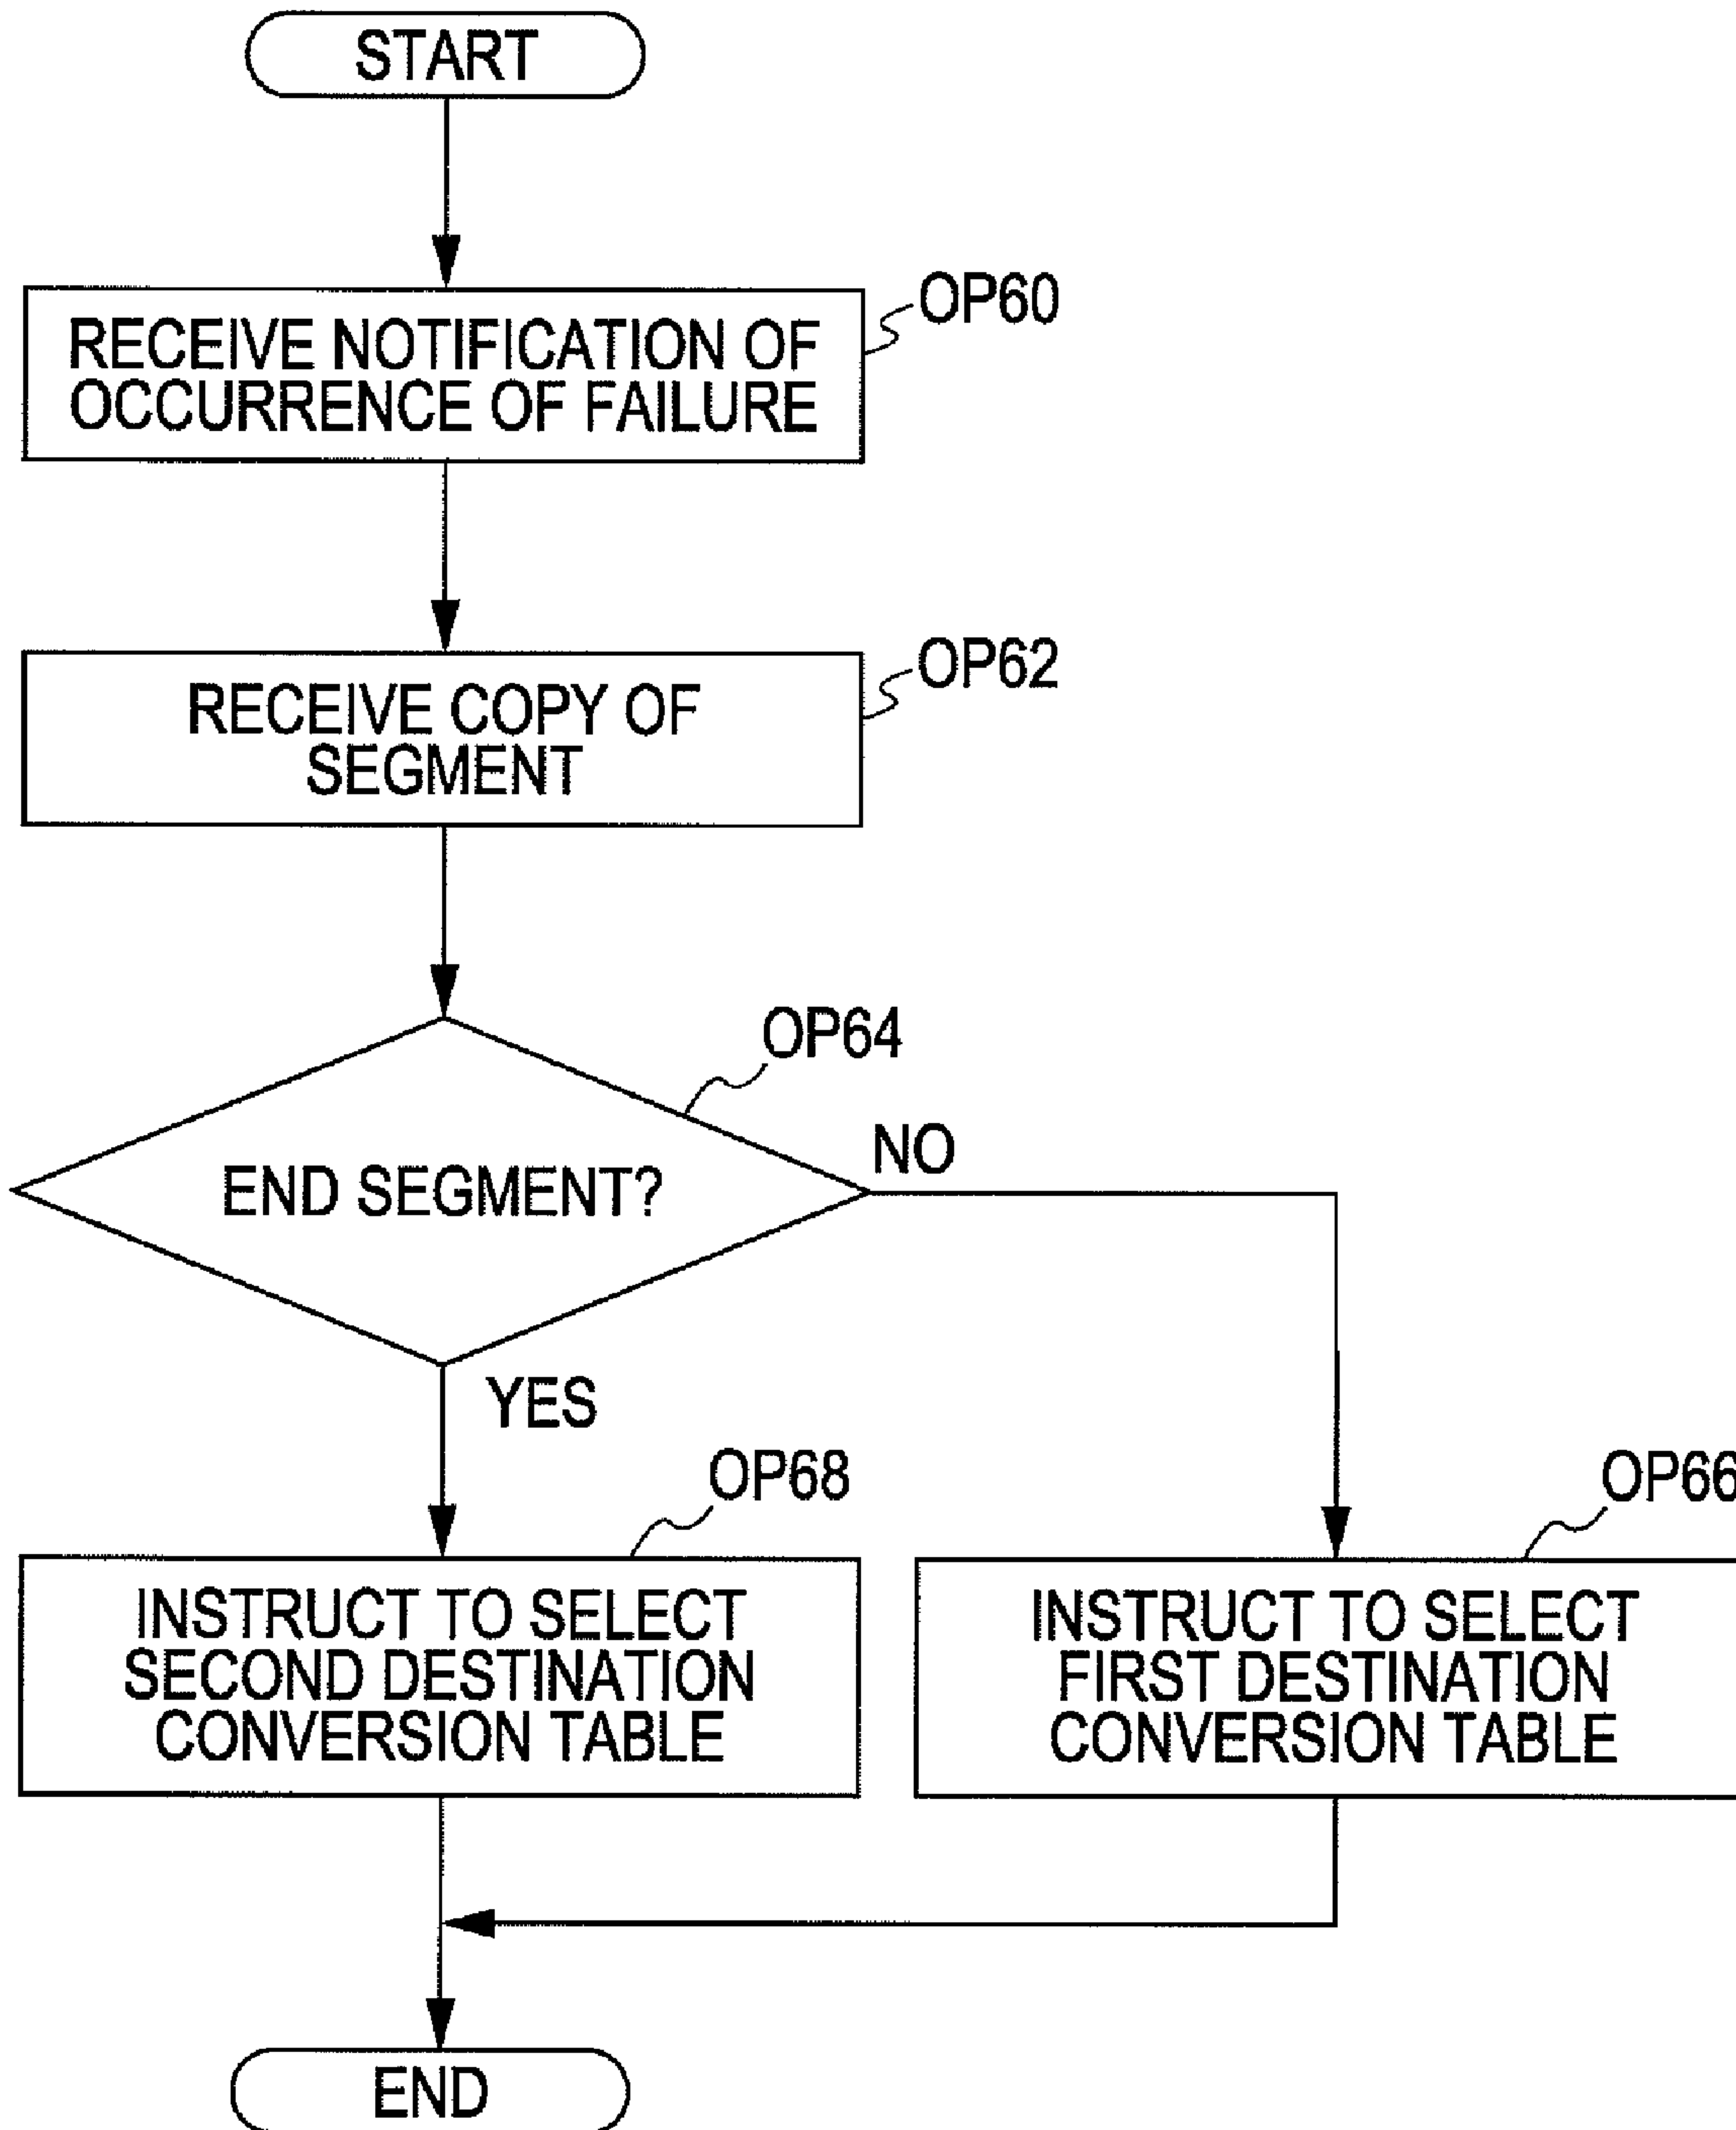 START
OP60
RECEIVE NOTIFICATION OF
OCCURRENCE OF FAILURE
OP62
RECEIVE COPY OF
SEGMENT
OP64
END SEGMENT?
NO
YES
OP68
INSTRUCT TO SELECT
SECOND DESTINATION
CONVERSION TABLE
OP66
INSTRUCT TO SELECT
FIRST DESTINATION
CONVERSION TABLE
END